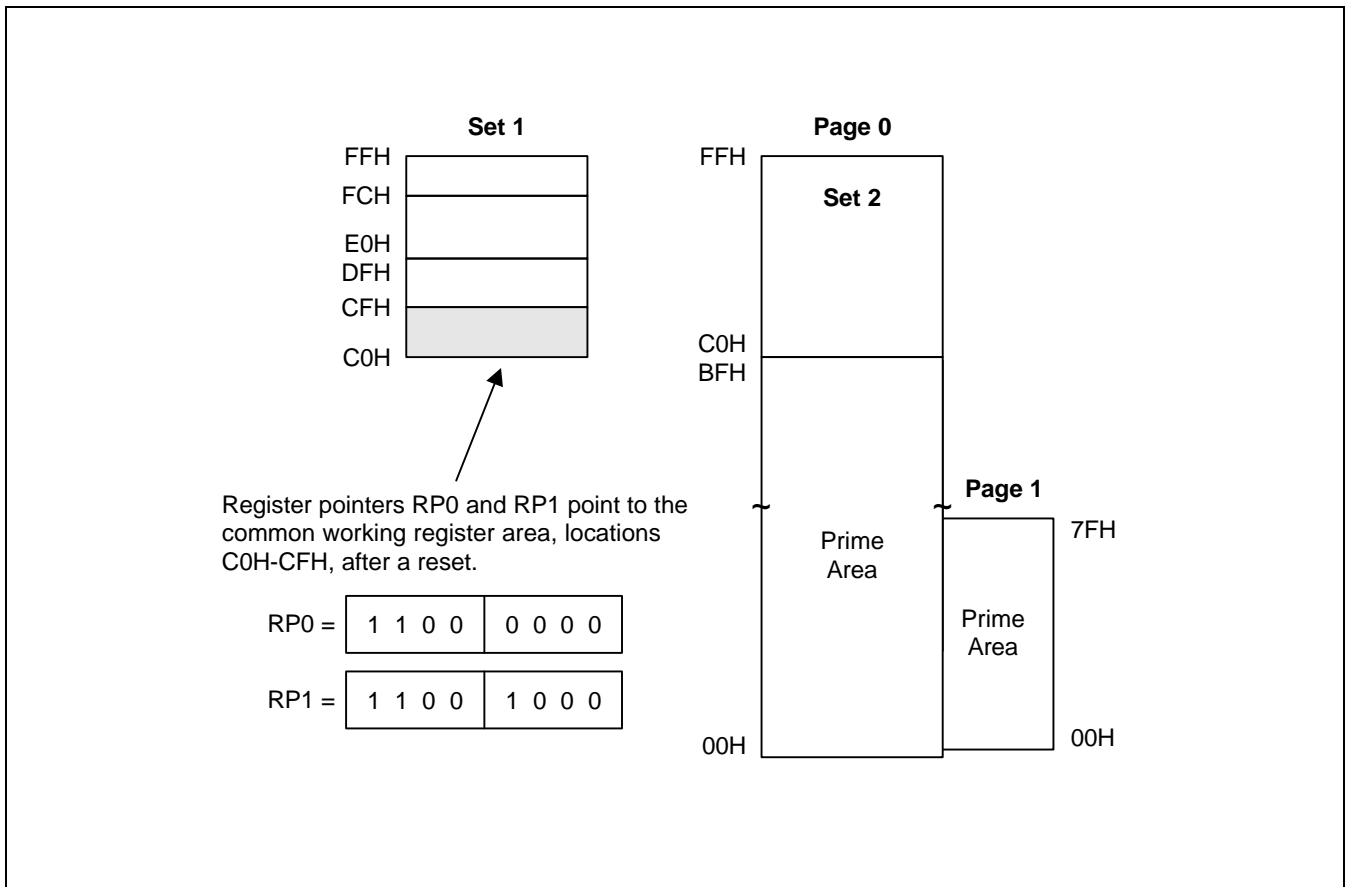 Set 1
FFH
FCH
E0H
DFH
CFH
C0H
Register pointers RP0 and RP1 point to the
common working register area, locations
C0H-CFH, after a reset.
RP0 = 1 1 0 0 0 0 0 0
RP1 = 1 1 0 0 1 0 0 0
Page 0
FFH
Set 2
C0H
BFH
~ ~
Prime
Area
00H
Page 1
7FH
Prime
Area
00H